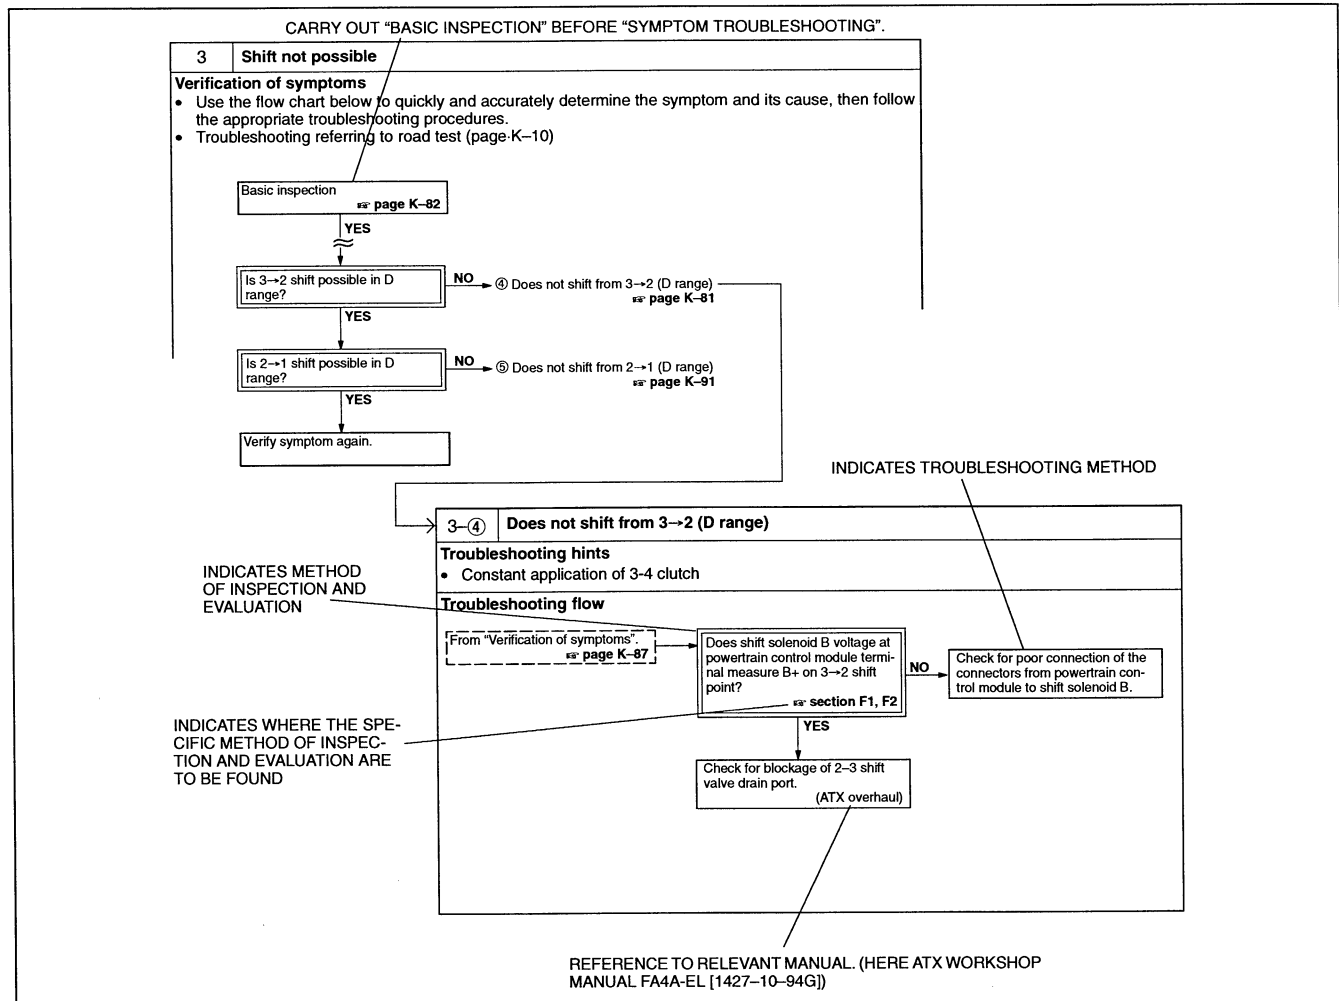 CARRY OUT “BASIC INSPECTION” BEFORE “SYMPTOM TROUBLESHOOTING”.
3 Shift not possible
Verification of symptoms
• Use the flow chart below to quickly and accurately determine the symptom and its cause, then follow
the appropriate troubleshooting procedures.
• Troubleshooting referring to road test (page K–10)
Basic inspection
☞ page K–82
YES
Is 3→2 shift possible in D
range?
NO
④ Does not shift from 3→2 (D range)
☞ page K–81
YES
Is 2→1 shift possible in D
range?
NO
⑤ Does not shift from 2→1 (D range)
☞ page K–91
YES
Verify symptom again.
INDICATES TROUBLESHOOTING METHOD
3–④ Does not shift from 3→2 (D range)
Troubleshooting hints
• Constant application of 3-4 clutch
INDICATES METHOD
OF INSPECTION AND
EVALUATION
Troubleshooting flow
From “Verification of symptoms”.
☞ page K–87
Does shift solenoid B voltage at
powertrain control module termi-
nal measure B+ on 3→2 shift
point?
☞ section F1, F2
NO
Check for poor connection of the
connectors from powertrain con-
trol module to shift solenoid B.
YES
INDICATES WHERE THE SPE-
CIFIC METHOD OF INSPEC-
TION AND EVALUATION ARE
TO BE FOUND
Check for blockage of 2–3 shift
valve drain port.
(ATX overhaul)
REFERENCE TO RELEVANT MANUAL. (HERE ATX WORKSHOP
MANUAL FA4A-EL [1427–10–94G])